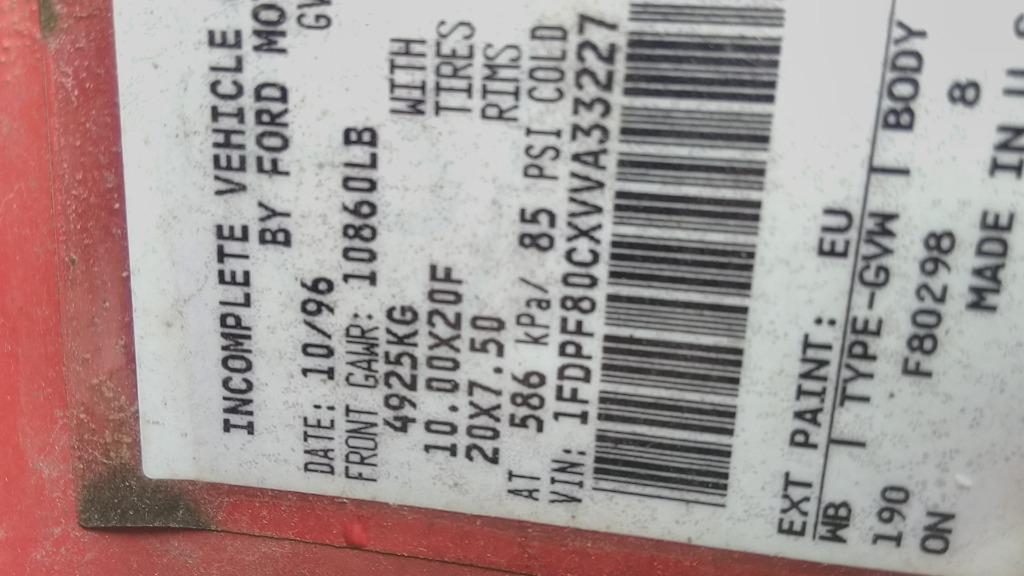 INCOMPLETE VEHICLE
BY FORD MO
DATE: 10/96 GV
FRONT GAWR: 10860LB
4925KG WITH
10.00X20F TIRES
20X7.50 RIMS
AT 586 kPa/ 85 PSI COLD
VIN: 1FDPF80CXVVA33227
EXT PAINT: EU
WB | TYPE-GVW | BODY
190 F80298 8
ON MADE IN U